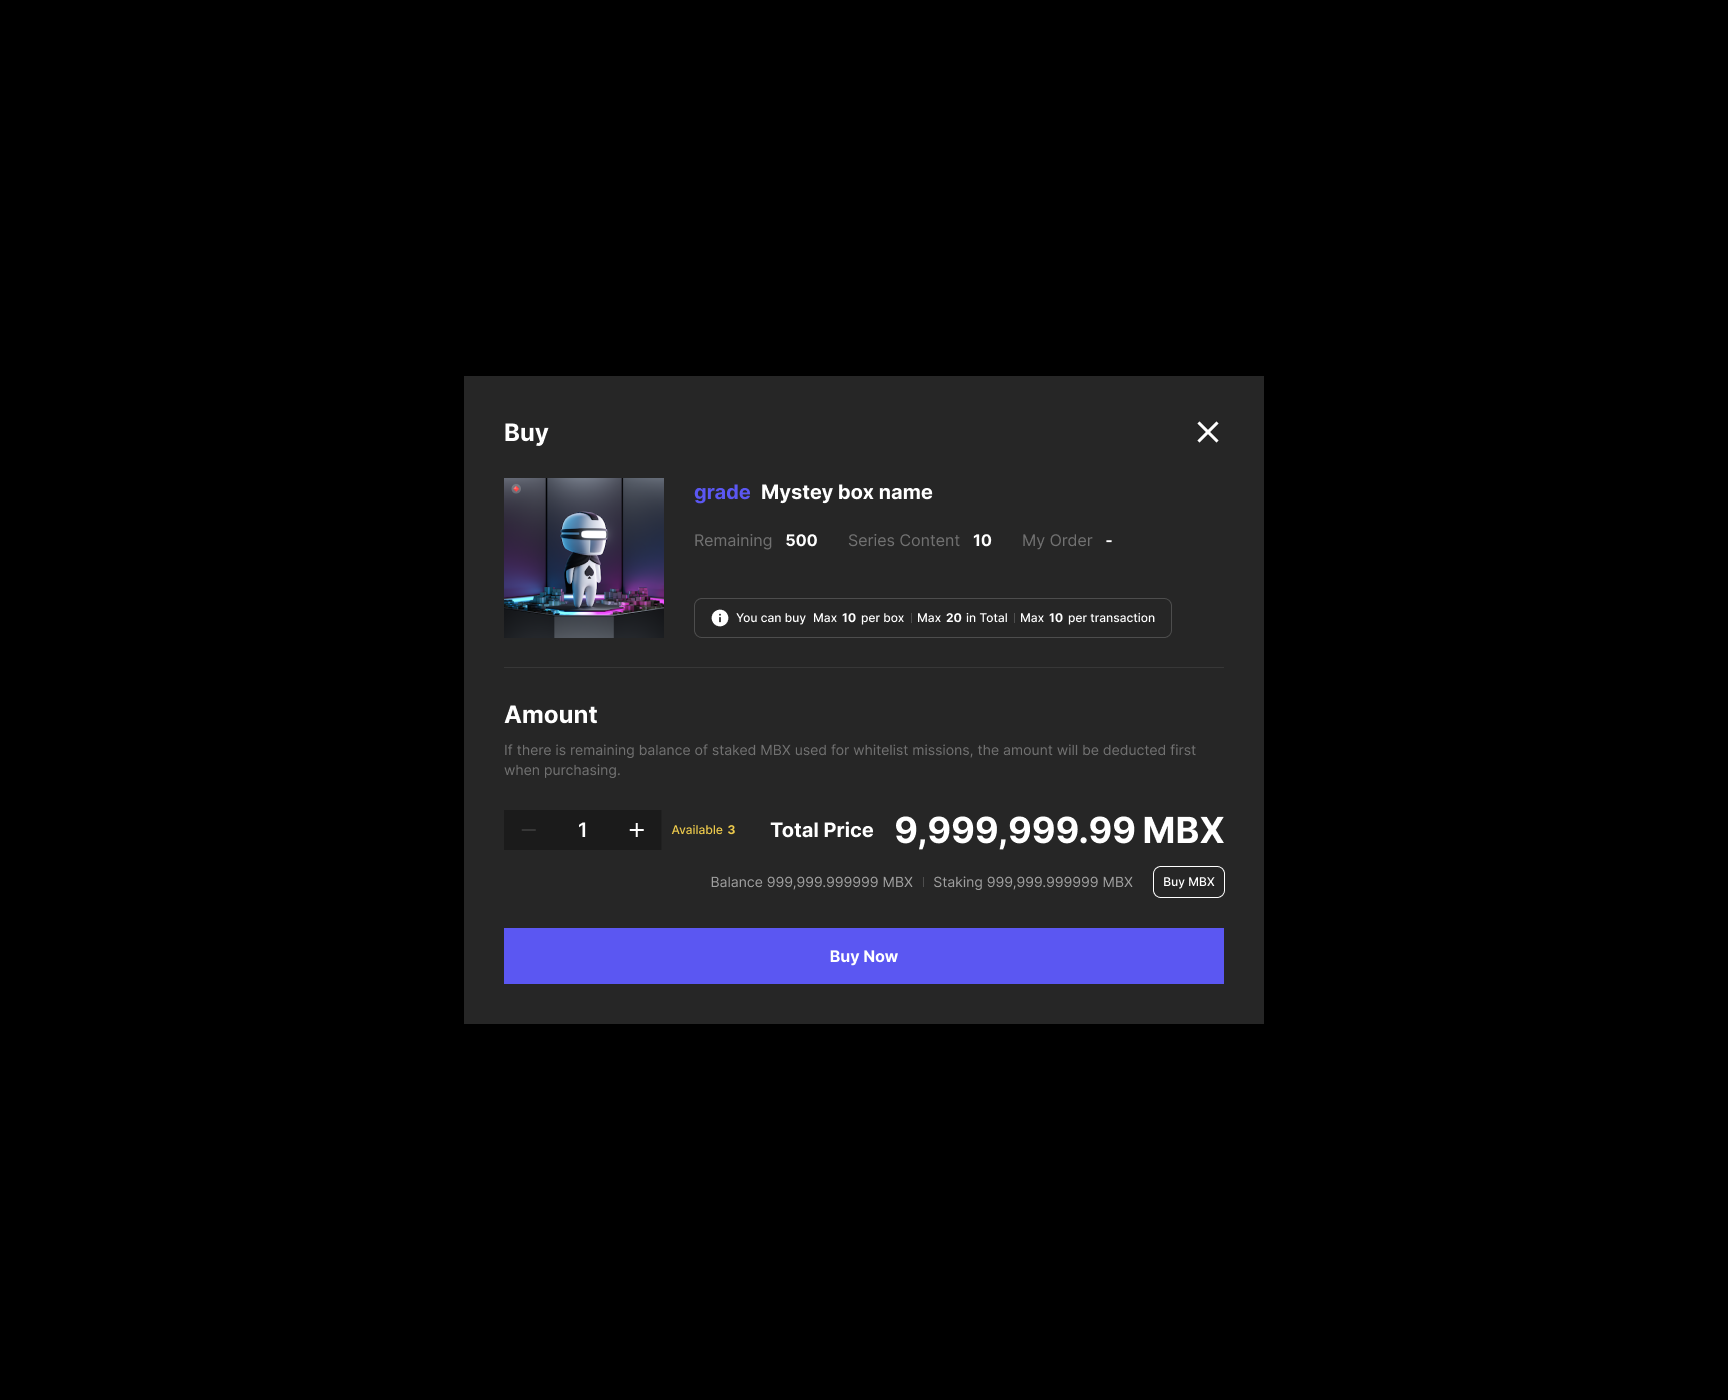 Buy
grade Mystey box name
Remaining 500 Series Content 10 My Order -
You can buy Max 10 per box | Max 20 in Total | Max 10 per transaction
Amount
If there is remaining balance of staked MBX used for whitelist missions, the amount will be deducted first
when purchasing.
1 Available 3 Total Price 9,999,999.99 MBX
Balance 999,999.999999 MBX | Staking 999,999.999999 MBX Buy MBX
Buy Now